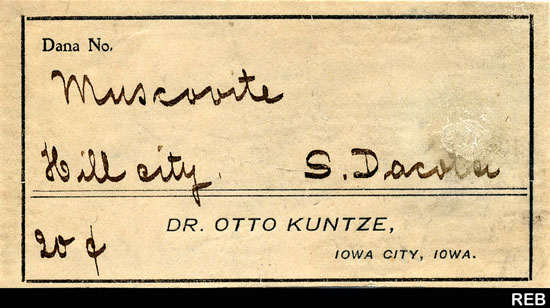 Dana No.
Muscovite
Hill city. S. Dacota
20 ¢
DR. OTTO KUNTZE,
IOWA CITY, IOWA.
REB